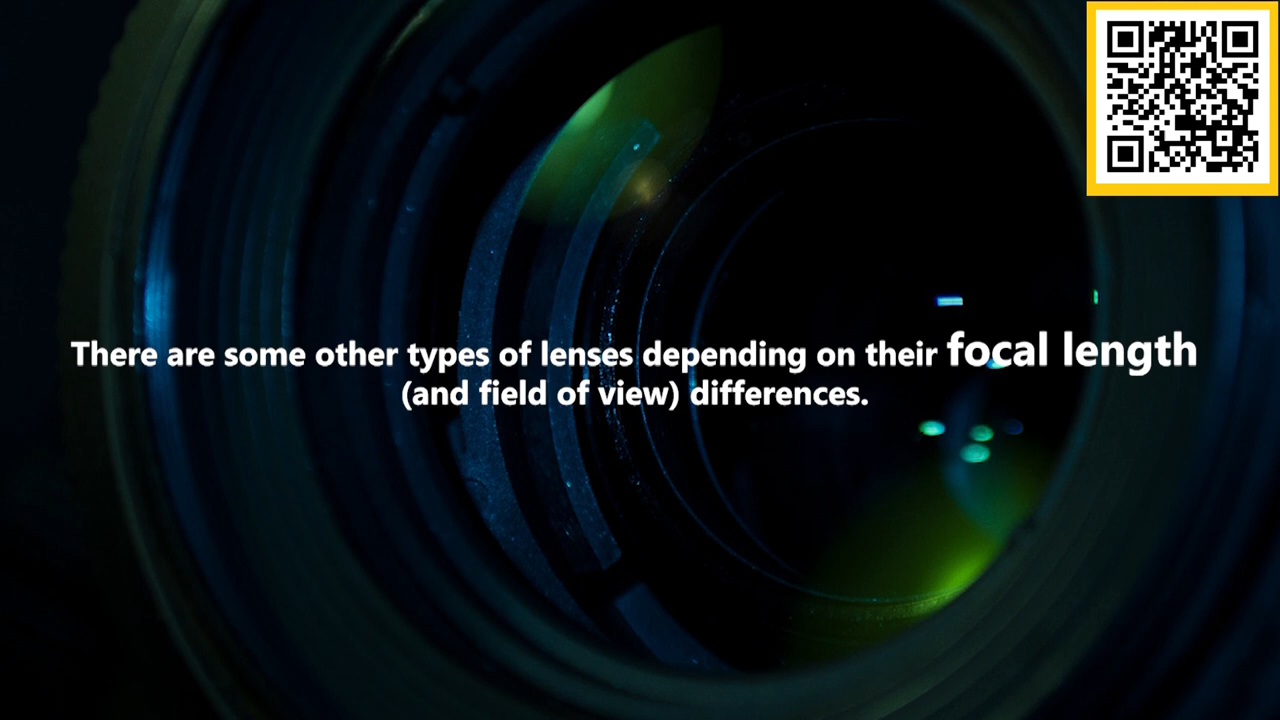 There are some other types of lenses depending on their focal length
(and field of view) differences.